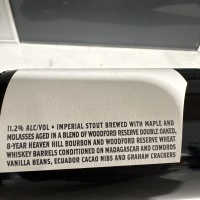 11.2% ALC/VOL • IMPERIAL STOUT BREWED WITH MAPLE AND
MOLASSES AGED IN A BLEND OF WOODFORD RESERVE DOUBLE OAKED,
8-YEAR HEAVEN HILL BOURBON AND WOODFORD RESERVE WHEAT
WHISKEY BARRELS CONDITIONED ON MADAGASCAR AND COMOROS
VANILLA BEANS, ECUADOR CACAO NIBS AND GRAHAM CRACKERS